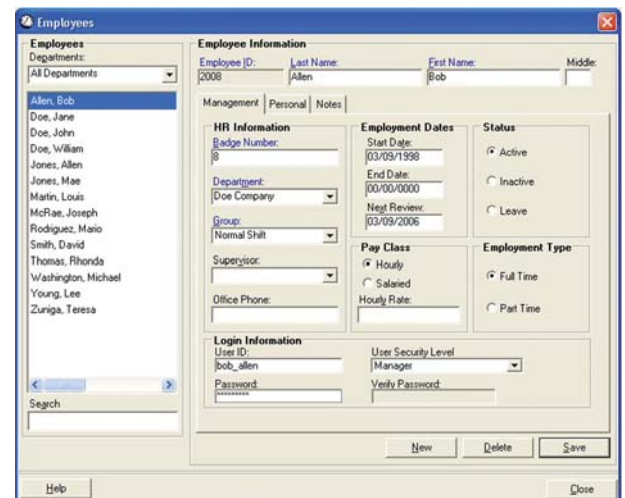 Employees
Employees
Departments:
All Departments
Allen, Bob
Doe, Jane
Doe, John
Doe, William
Jones, Allen
Jones, Mae
Martin, Louis
McRae, Joseph
Rodiguez, Mario
Smith, David
Thomas, Rhonda
Washington, Michael
Young, Lee
Zuniga, Teresa
Search
Employee Information
Employee ID: Last Name: First Name: Middle:
2008 Allen Bob
Management Personal Notes
HR Information
Badge Number:
8
Department:
Doe Company
Group:
Normal Shift
Supervisor:
Office Phone:
Employment Dates
Start Date:
03/09/1998
End Date:
00/00/0000
Next Review:
03/09/2006
Status
Active
Inactive
Leave
Pay Class
Hourly
Salaried
Hourly Rate:
Employment Type
Full Time
Part Time
Login Information
User ID: User Security Level
bob_allen Manager
Password: Verify Password:
*********
New Delete Save
Help Close